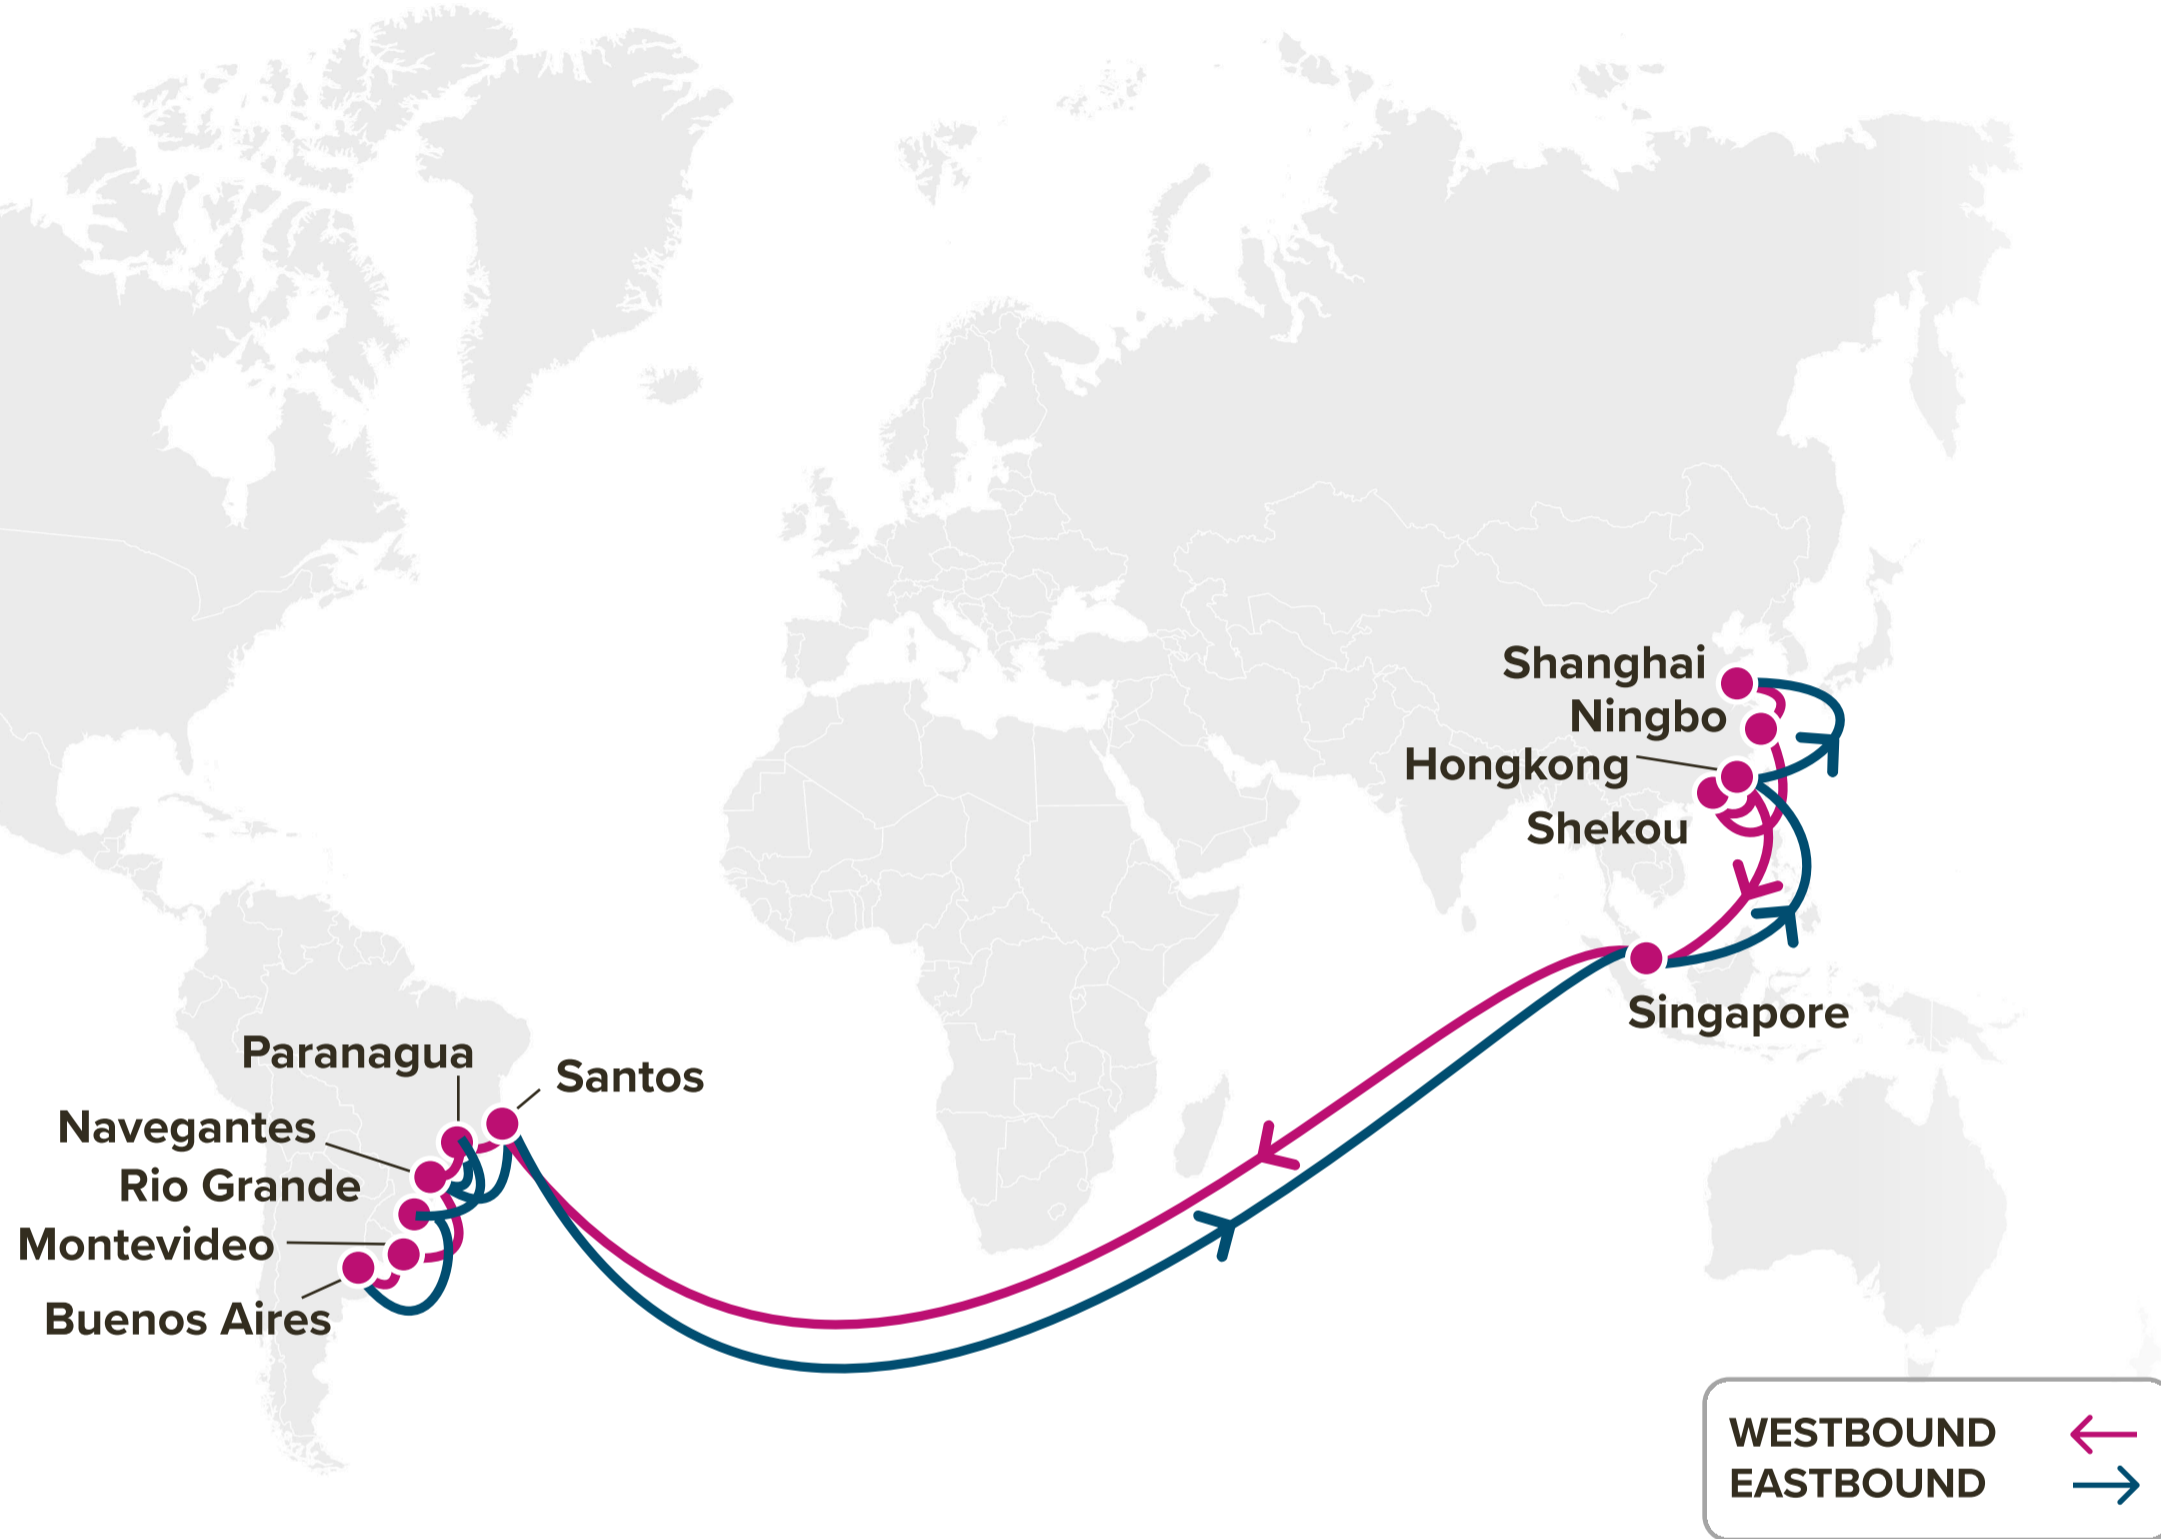 Shanghai
Ningbo
Hongkong
Shekou
Singapore
Paranagua
Santos
Navegantes
Rio Grande
Montevideo
Buenos Aires
WESTBOUND
EASTBOUND